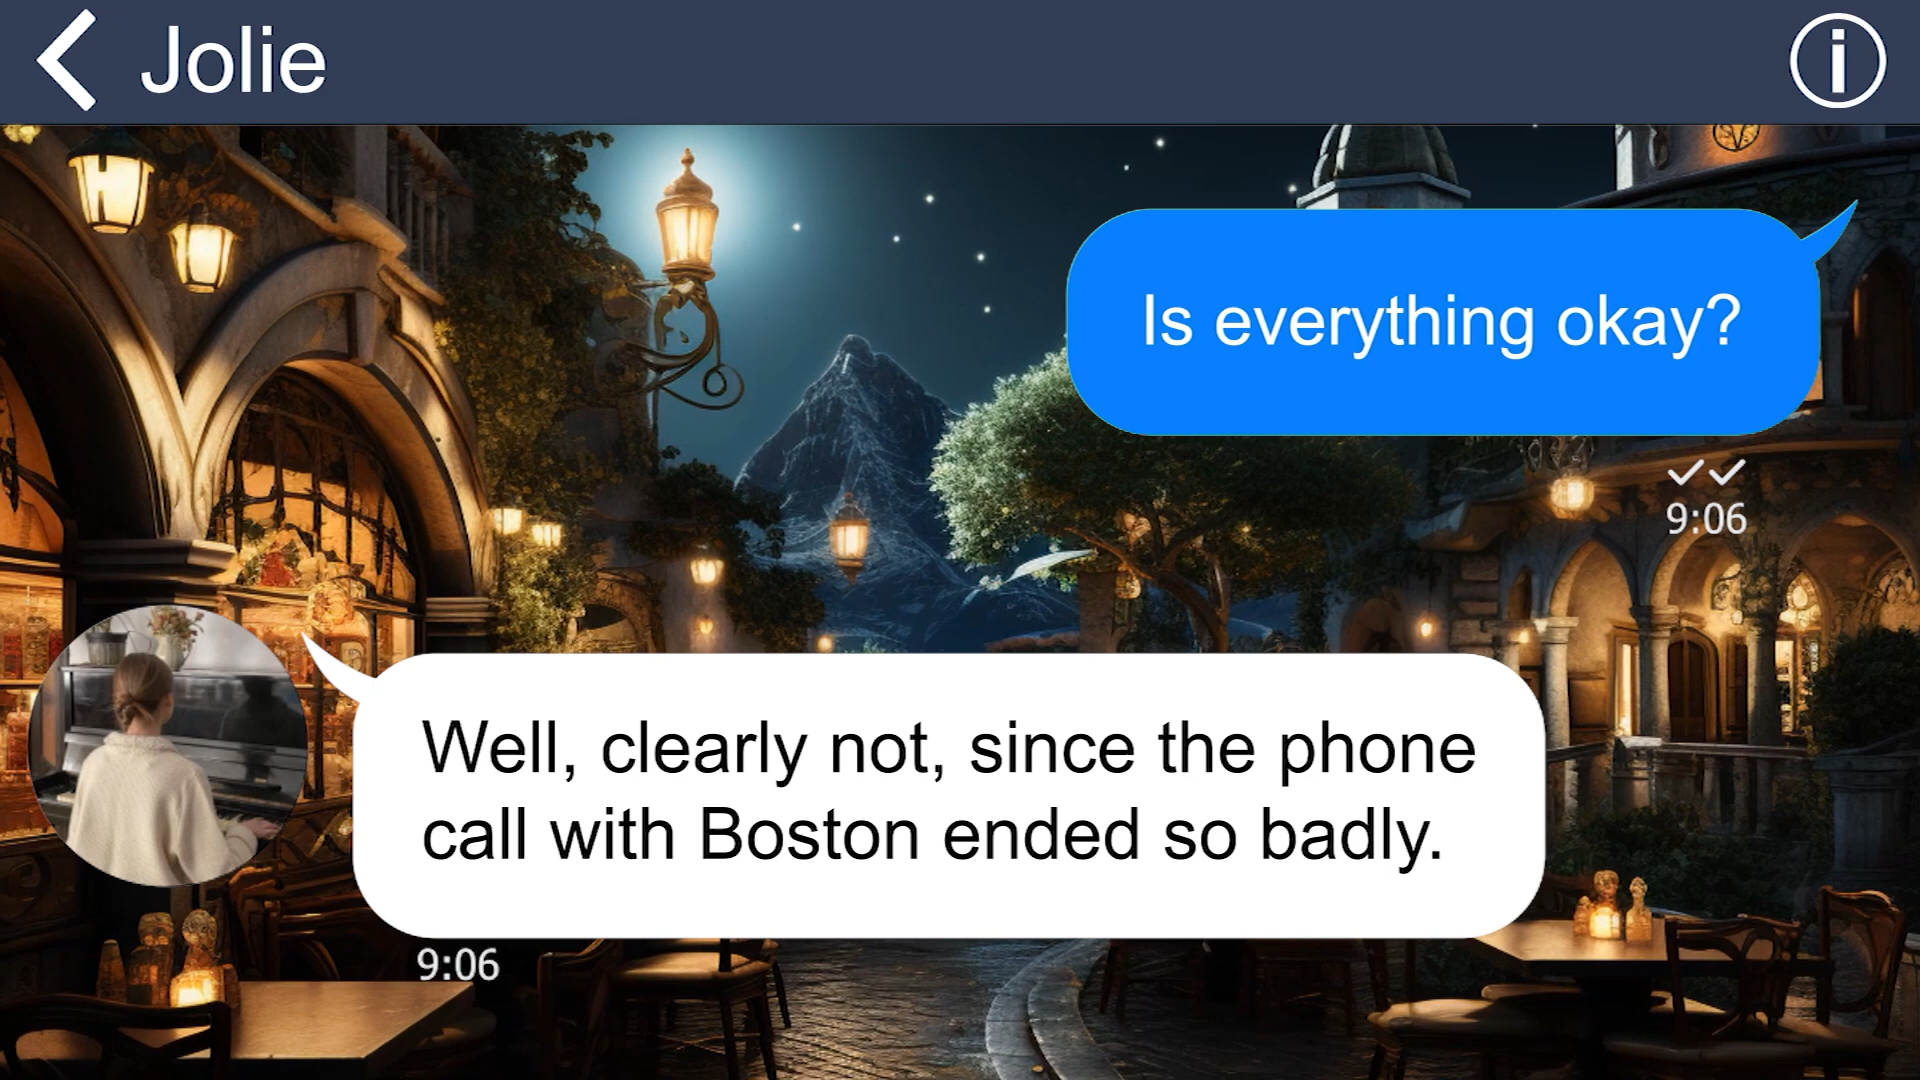 Jolie
Is everything okay?
9:06
Well, clearly not, since the phone
call with Boston ended so badly.
9:06